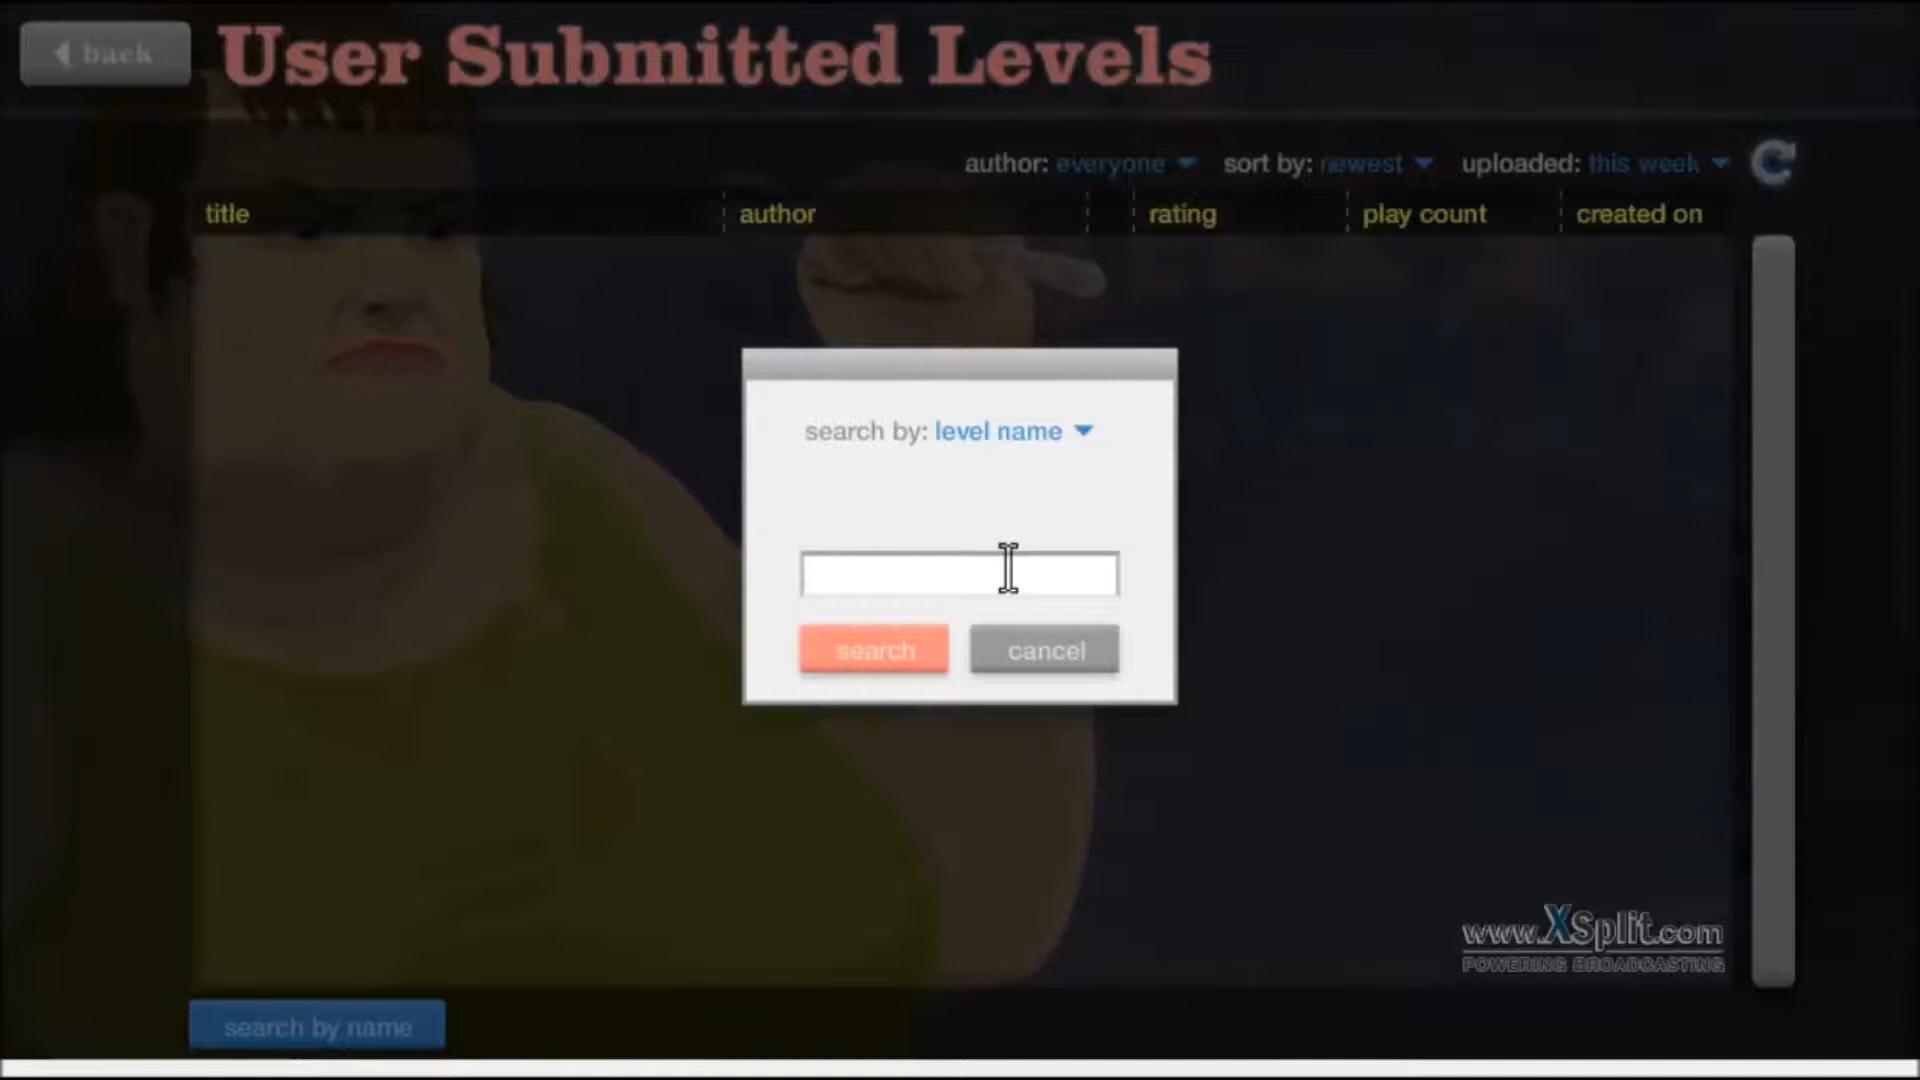 back
User Submitted Levels
author: everyone sort by: newest uploaded: this week
title author rating play count created on
search by: level name
search cancel
www.XSplit.com
POWERING BROADCASTING
search by name